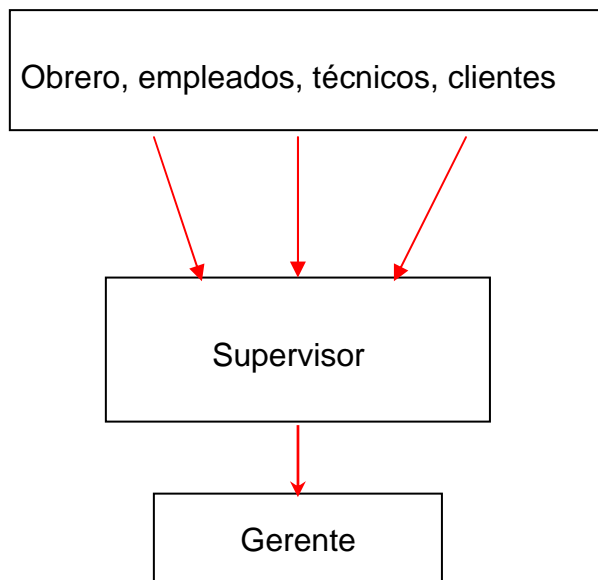 Obrero, empleados, técnicos, clientes
Supervisor
Gerente